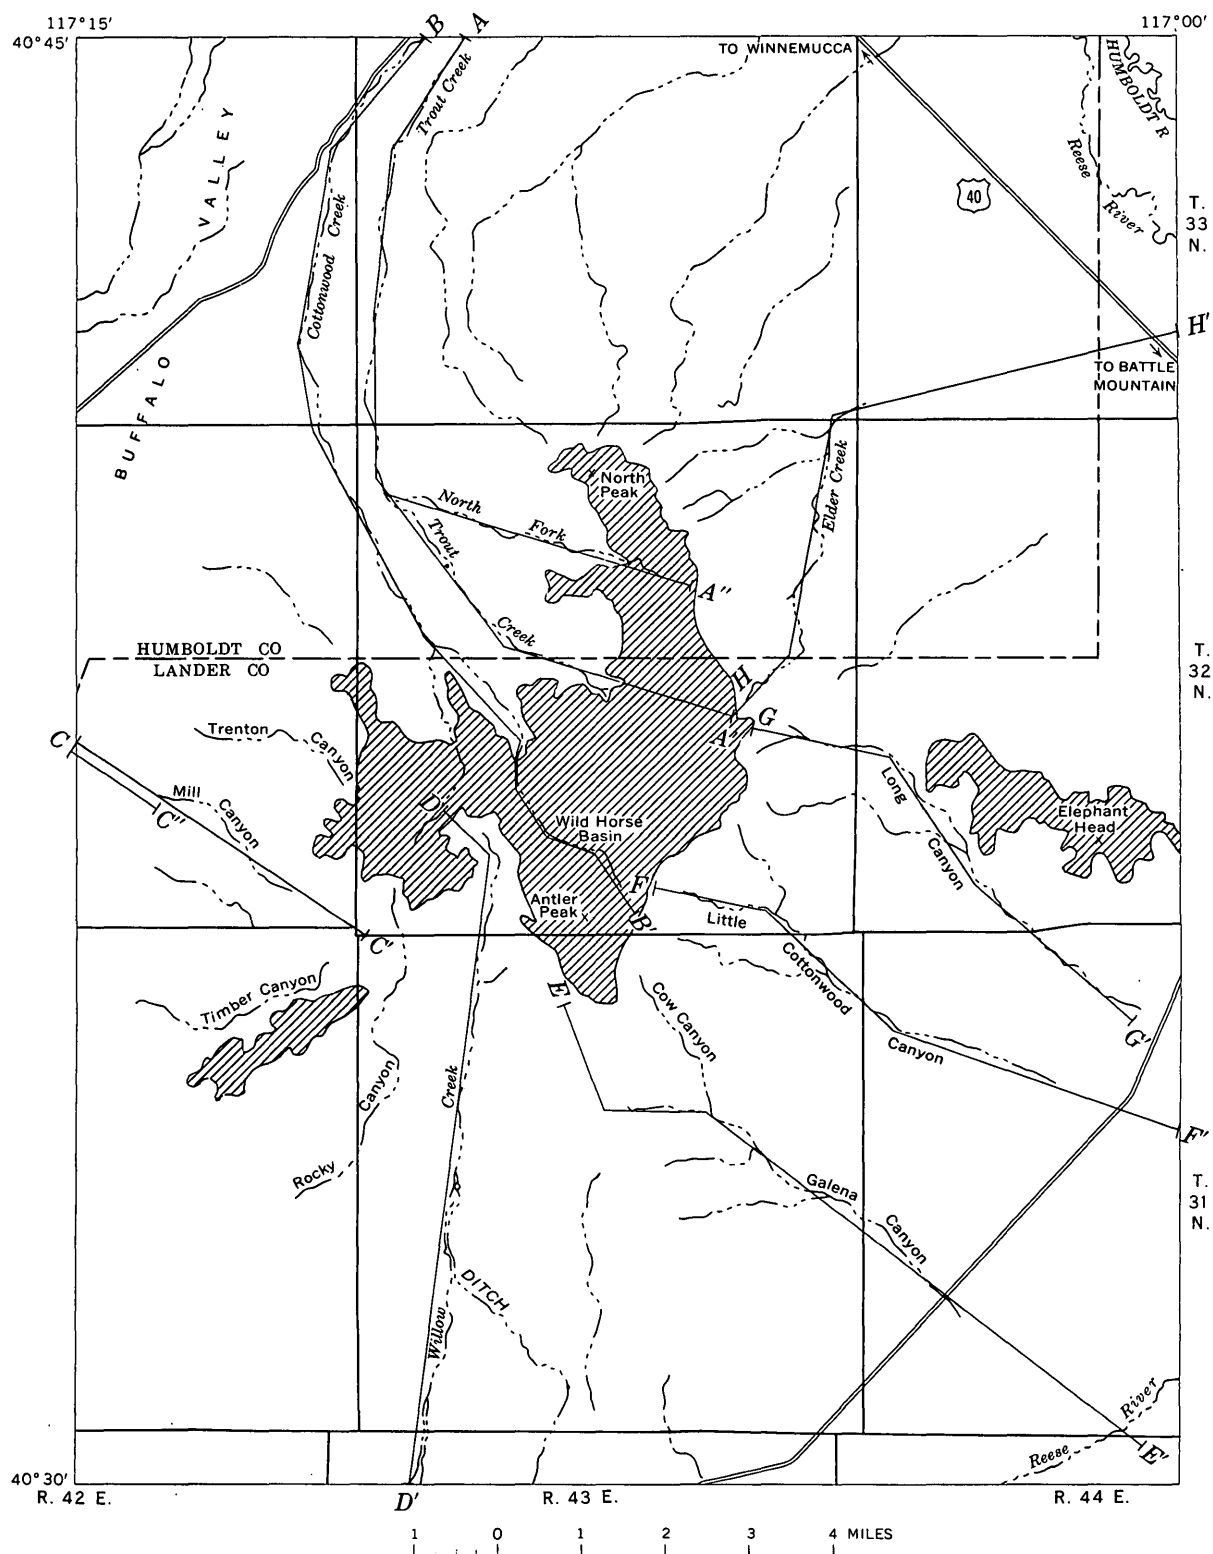 117°15′
B
A
117°00′
40°45′
TO WINNEMUCCA
HUMBOLDT R
Trout Creek
VALLEY
Reese
River
40
T.
33
N.
Cottonwood Creek
H′
TO BATTLE
MOUNTAIN
BUFFALO
North
Peak
Elder Creek
North
Fork
Trout
Creek
A″
HUMBOLDT CO
LANDER CO
T.
32
N.
H
G
A′
Trenton
Canyon
C
Long
Canyon
Mill Canyon
C″
D
Wild Horse
Basin
Elephant
Head
F
Antler
Peak
B′
Little
Cottonwood
Canyon
C′
Timber Canyon
E
Cow Canyon
G′
Canyon
Rocky
Creek
F″
T.
31
N.
Galena
Canyon
DITCH
Willow
River
Reese
E′
40°30′
R. 42 E.
D′
R. 43 E.
R. 44 E.
1 0 1 2 3 4 MILES